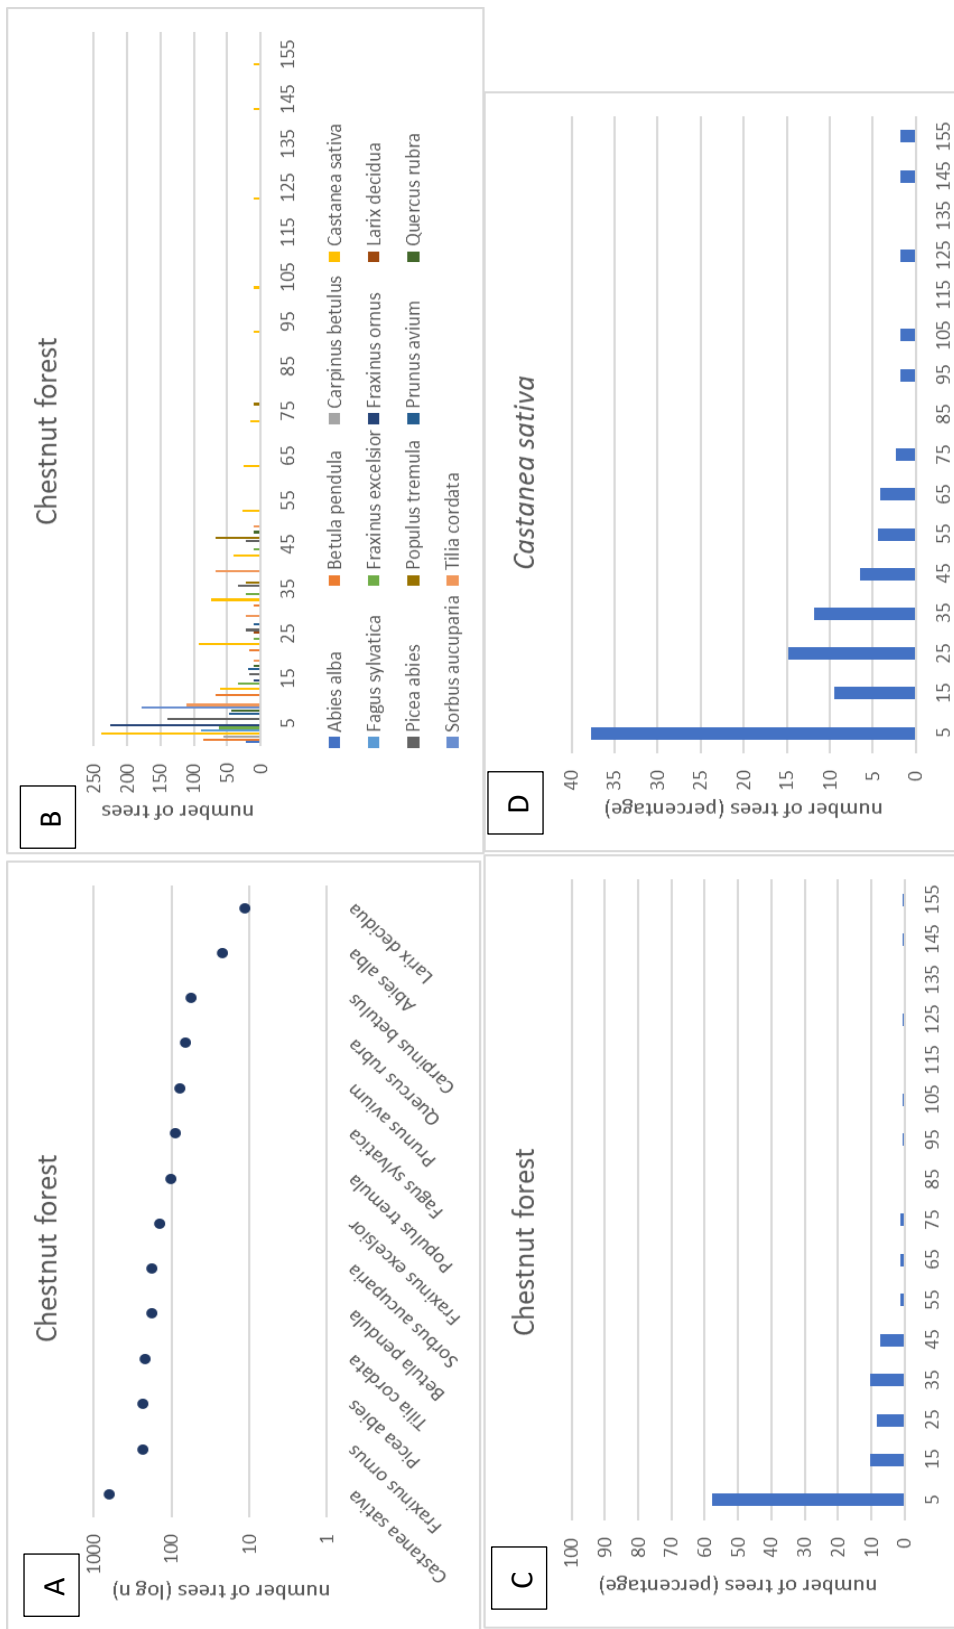 A
Chestnut forest
number of trees (log n)
1000
100
10
1
Castanea sativa
Fraxinus ornus
Picea abies
Tilia cordata
Betula pendula
Sorbus aucuparia
Fraxinus excelsior
Populus tremula
Fagus sylvatica
Prunus avium
Quercus rubra
Carpinus betulus
Abies alba
Larix decidua
B
Chestnut forest
number of trees
250
200
150
100
50
0
5 15 25 35 45 55 65 75 85 95 105 115 125 135 145 155
Abies alba Betula pendula Carpinus betulus Castanea sativa
Fagus sylvatica Fraxinus excelsior Fraxinus ornus Larix decidua
Picea abies Populus tremula Prunus avium Quercus rubra
Sorbus aucuparia Tilia cordata
C
Chestnut forest
number of trees (percentage)
100
90
80
70
60
50
40
30
20
10
0
5 15 25 35 45 55 65 75 85 95 105 115 125 135 145 155
D
Castanea sativa
number of trees (percentage)
40
35
30
25
20
15
10
5
0
5 15 25 35 45 55 65 75 85 95 105 115 125 135 145 155